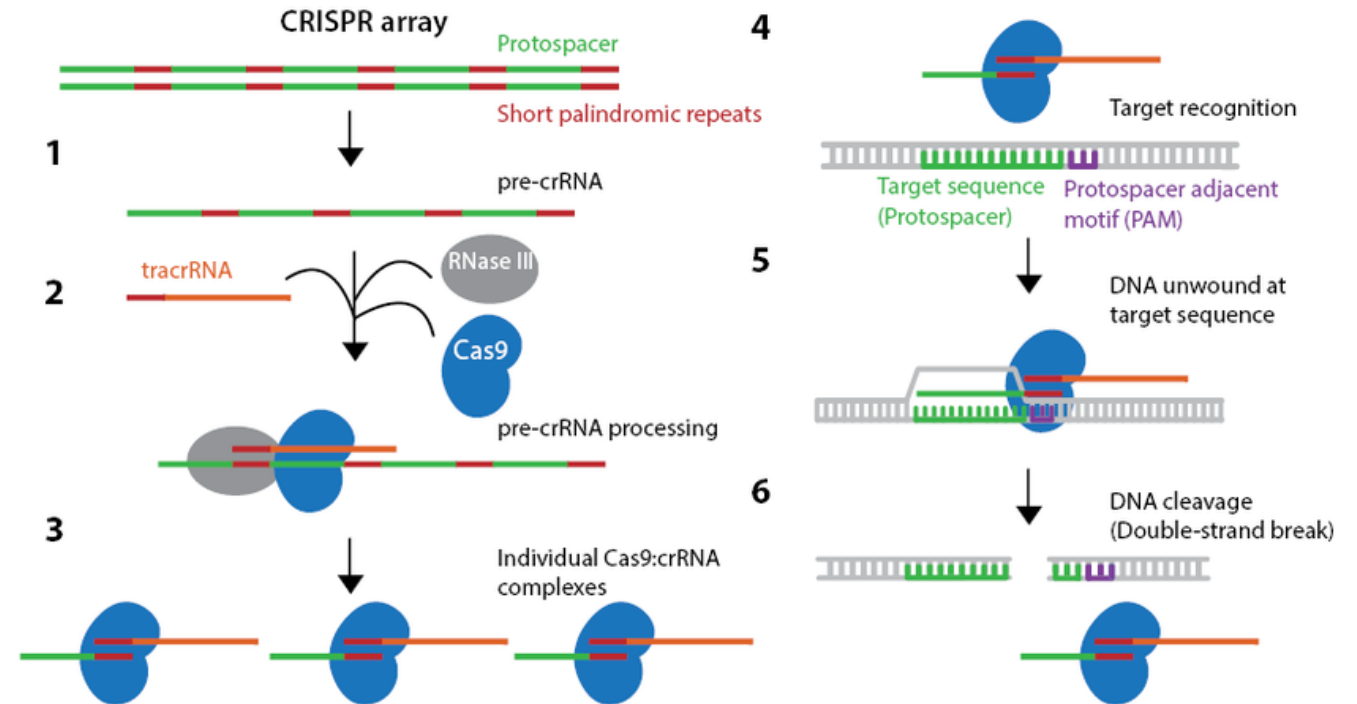 CRISPR array
Protospacer
Short palindromic repeats
1
pre-crRNA
2
tracrRNA
RNase III
Cas9
pre-crRNA processing
3
Individual Cas9:crRNA
complexes
4
Target recognition
Target sequence
(Protospacer)
Protospacer adjacent
motif (PAM)
5
DNA unwound at
target sequence
6
DNA cleavage
(Double-strand break)